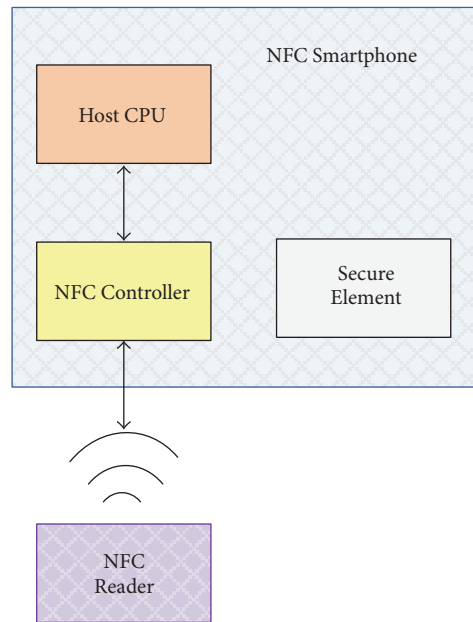 NFC Smartphone
Host CPU
NFC Controller
Secure
Element
NFC
Reader